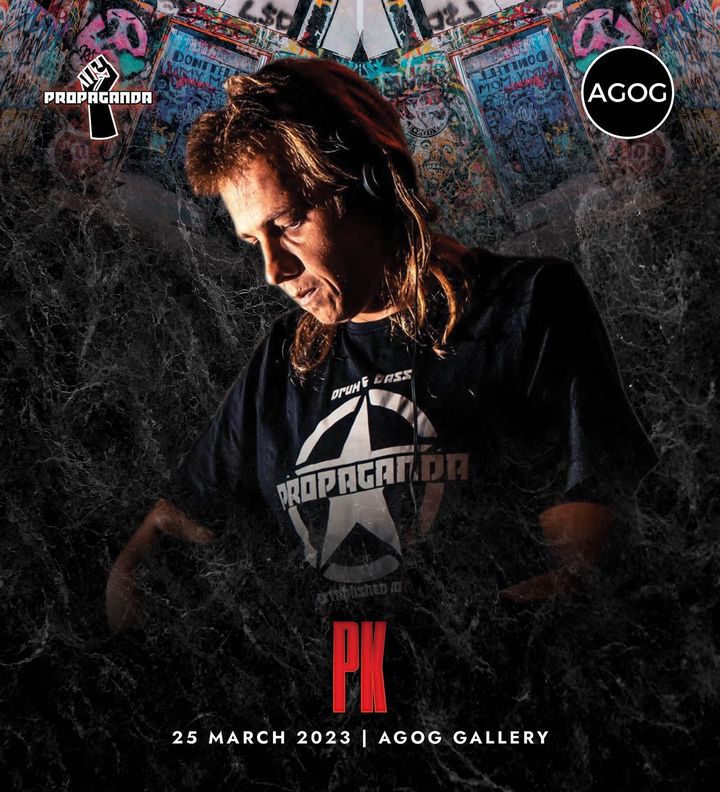 PROPAGANDA
AGOG
DRUM & BASS
PROPAGANDA
PK
25 MARCH 2023 | AGOG GALLERY